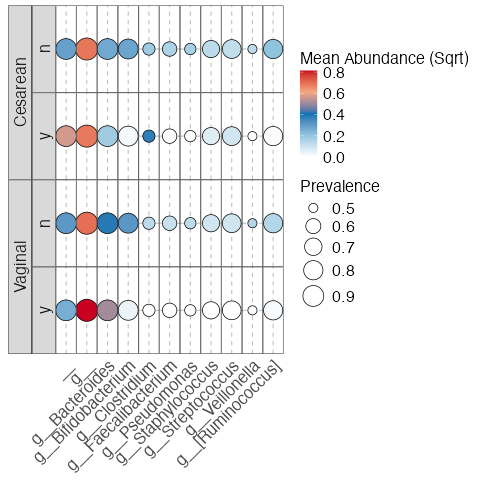 Cesarean
n
y
Vaginal
n
y
__
g__
g__Bacteroides
g__Bifidobacterium
g__Clostridium
g__Faecalibacterium
g__Pseudomonas
g__Staphylococcus
g__Streptococcus
g__Veillonella
g__[Ruminococcus]
Mean Abundance (Sqrt)
0.8
0.6
0.4
0.2
0.0
Prevalence
0.5
0.6
0.7
0.8
0.9